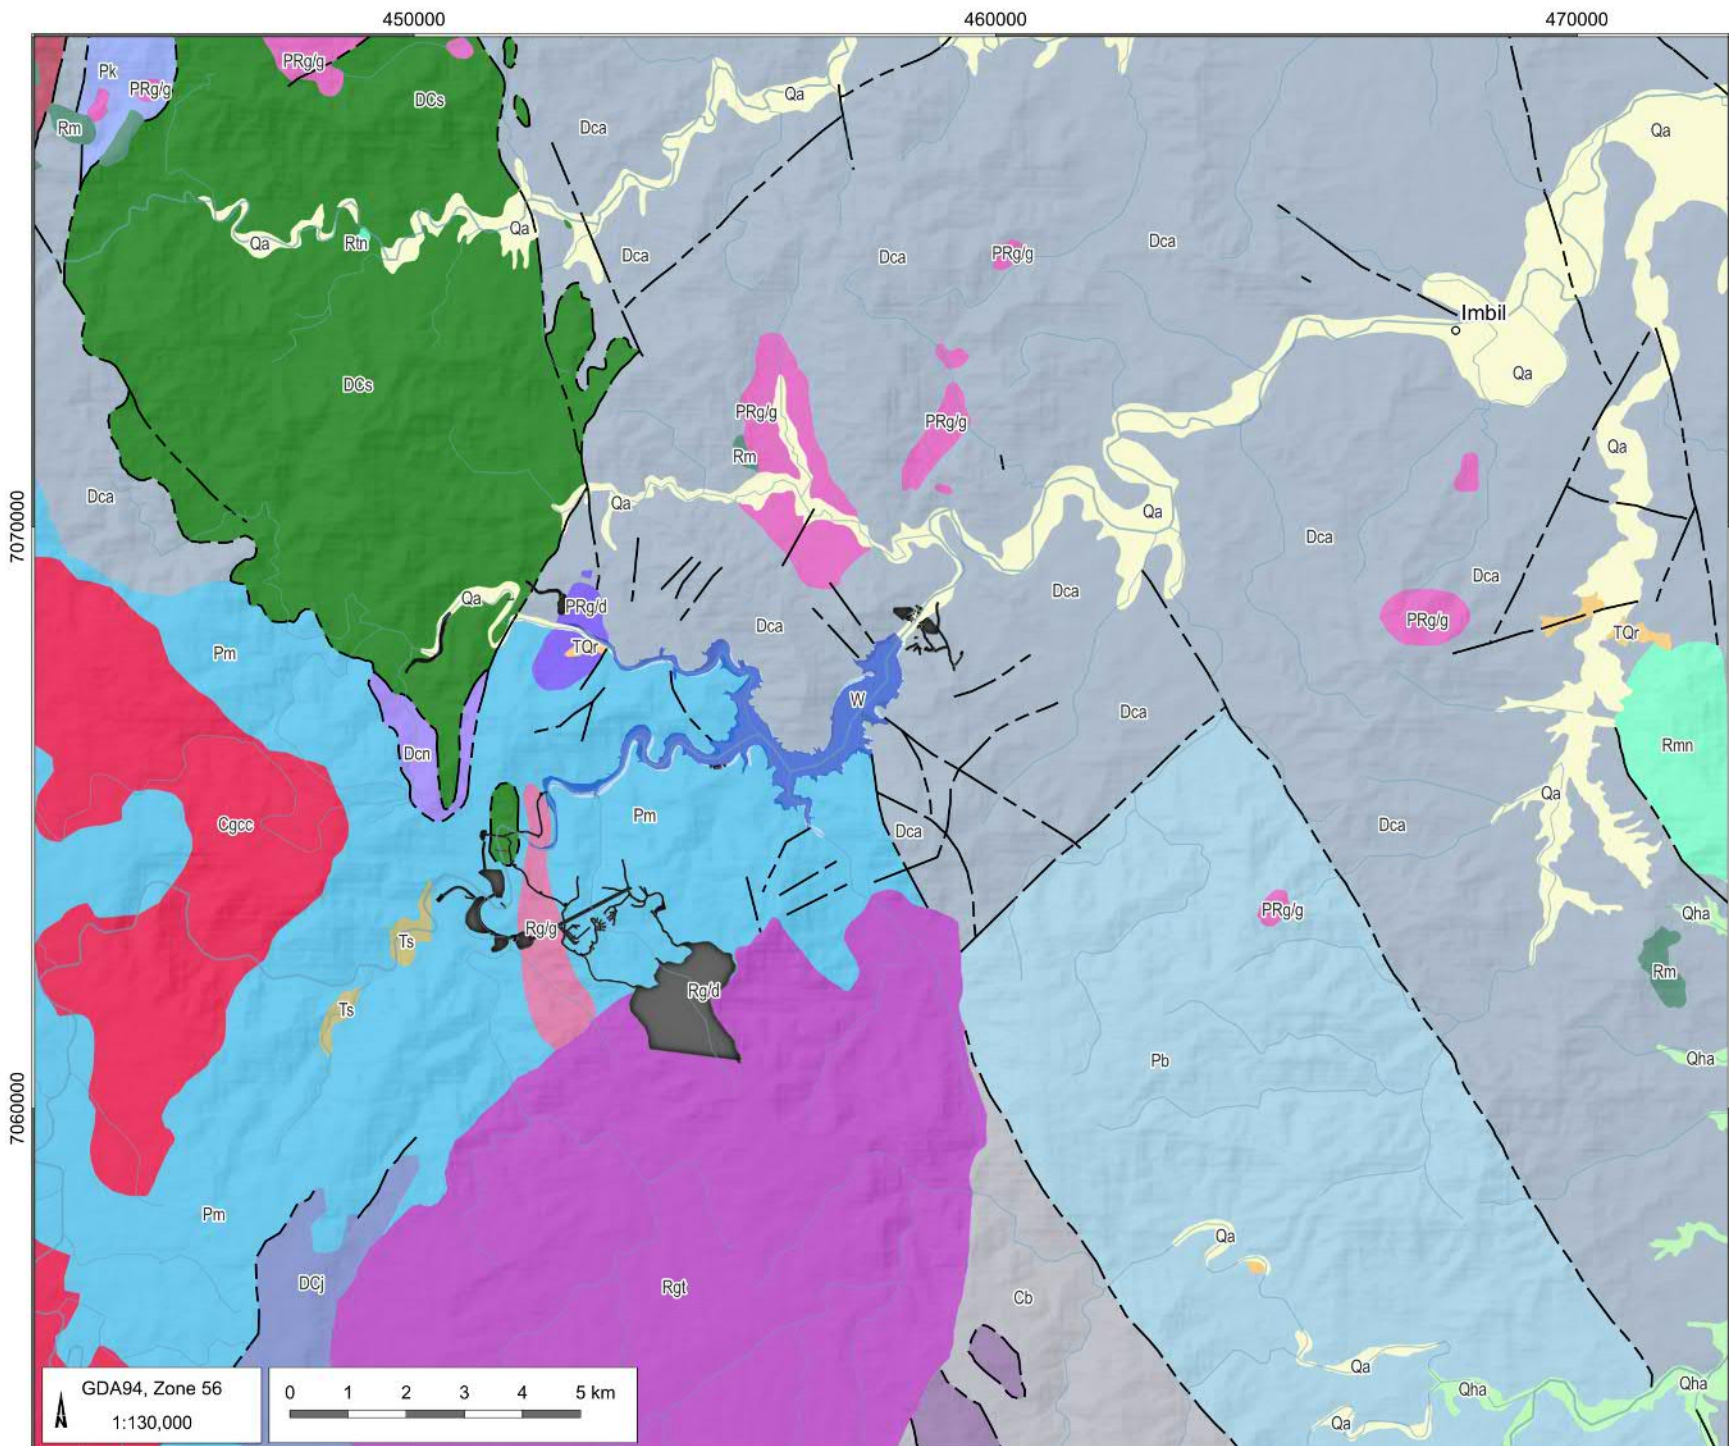 450000 460000 470000
Pk PRg/g
PRg/g
DCs Qa
Rm Dca Qa
Qa Rtn Qa Dca Dca PRg/g Dca
Imbil
DCs Qa
PRg/g PRg/g
Rm Qa
7070000 Dca Qa Qa Dca
Qa PRg/d Dca Dca Dca
PRg/g TQr
Pm TQr
W Dca
Dcn Rmn
Cgcc Pm Dca Dca Qa
PRg/g Qha
Ts Rg/g Rm
Ts Rg/d
7060000 Pb Qha
Pm Qa
DCj Rgt Cb
Qa
Qha Qha
Qa
GDA94, Zone 56
N 1:130,000
0 1 2 3 4 5 km